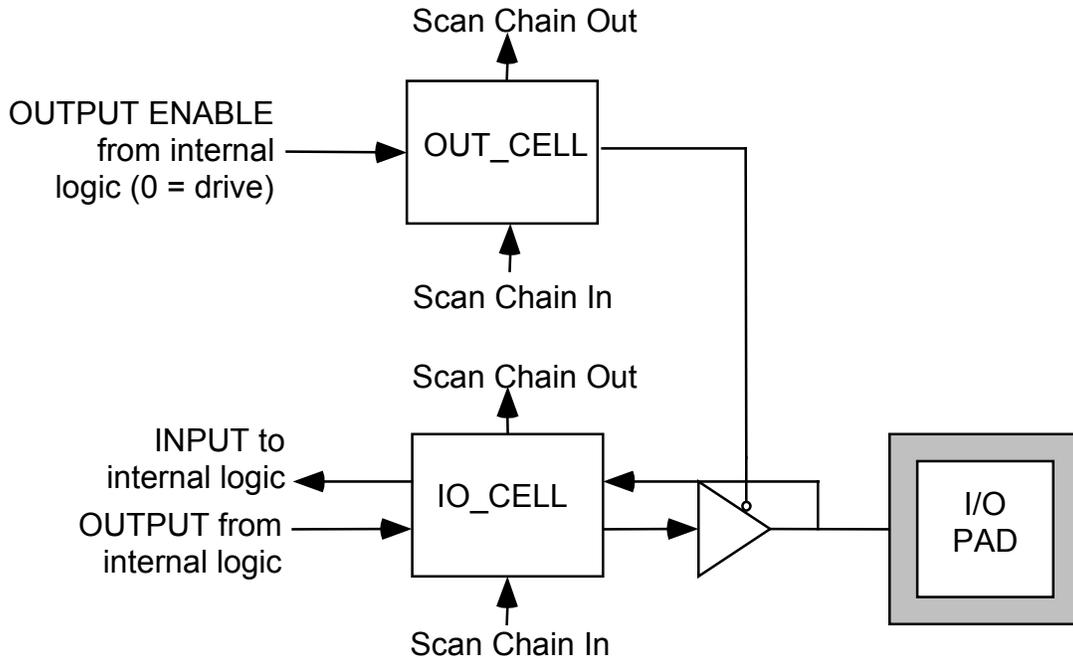 Scan Chain Out
OUTPUT ENABLE
from internal
logic (0 = drive)
OUT_CELL
Scan Chain In
Scan Chain Out
INPUT to
internal logic
OUTPUT from
internal logic
IO_CELL
I/O
PAD
Scan Chain In